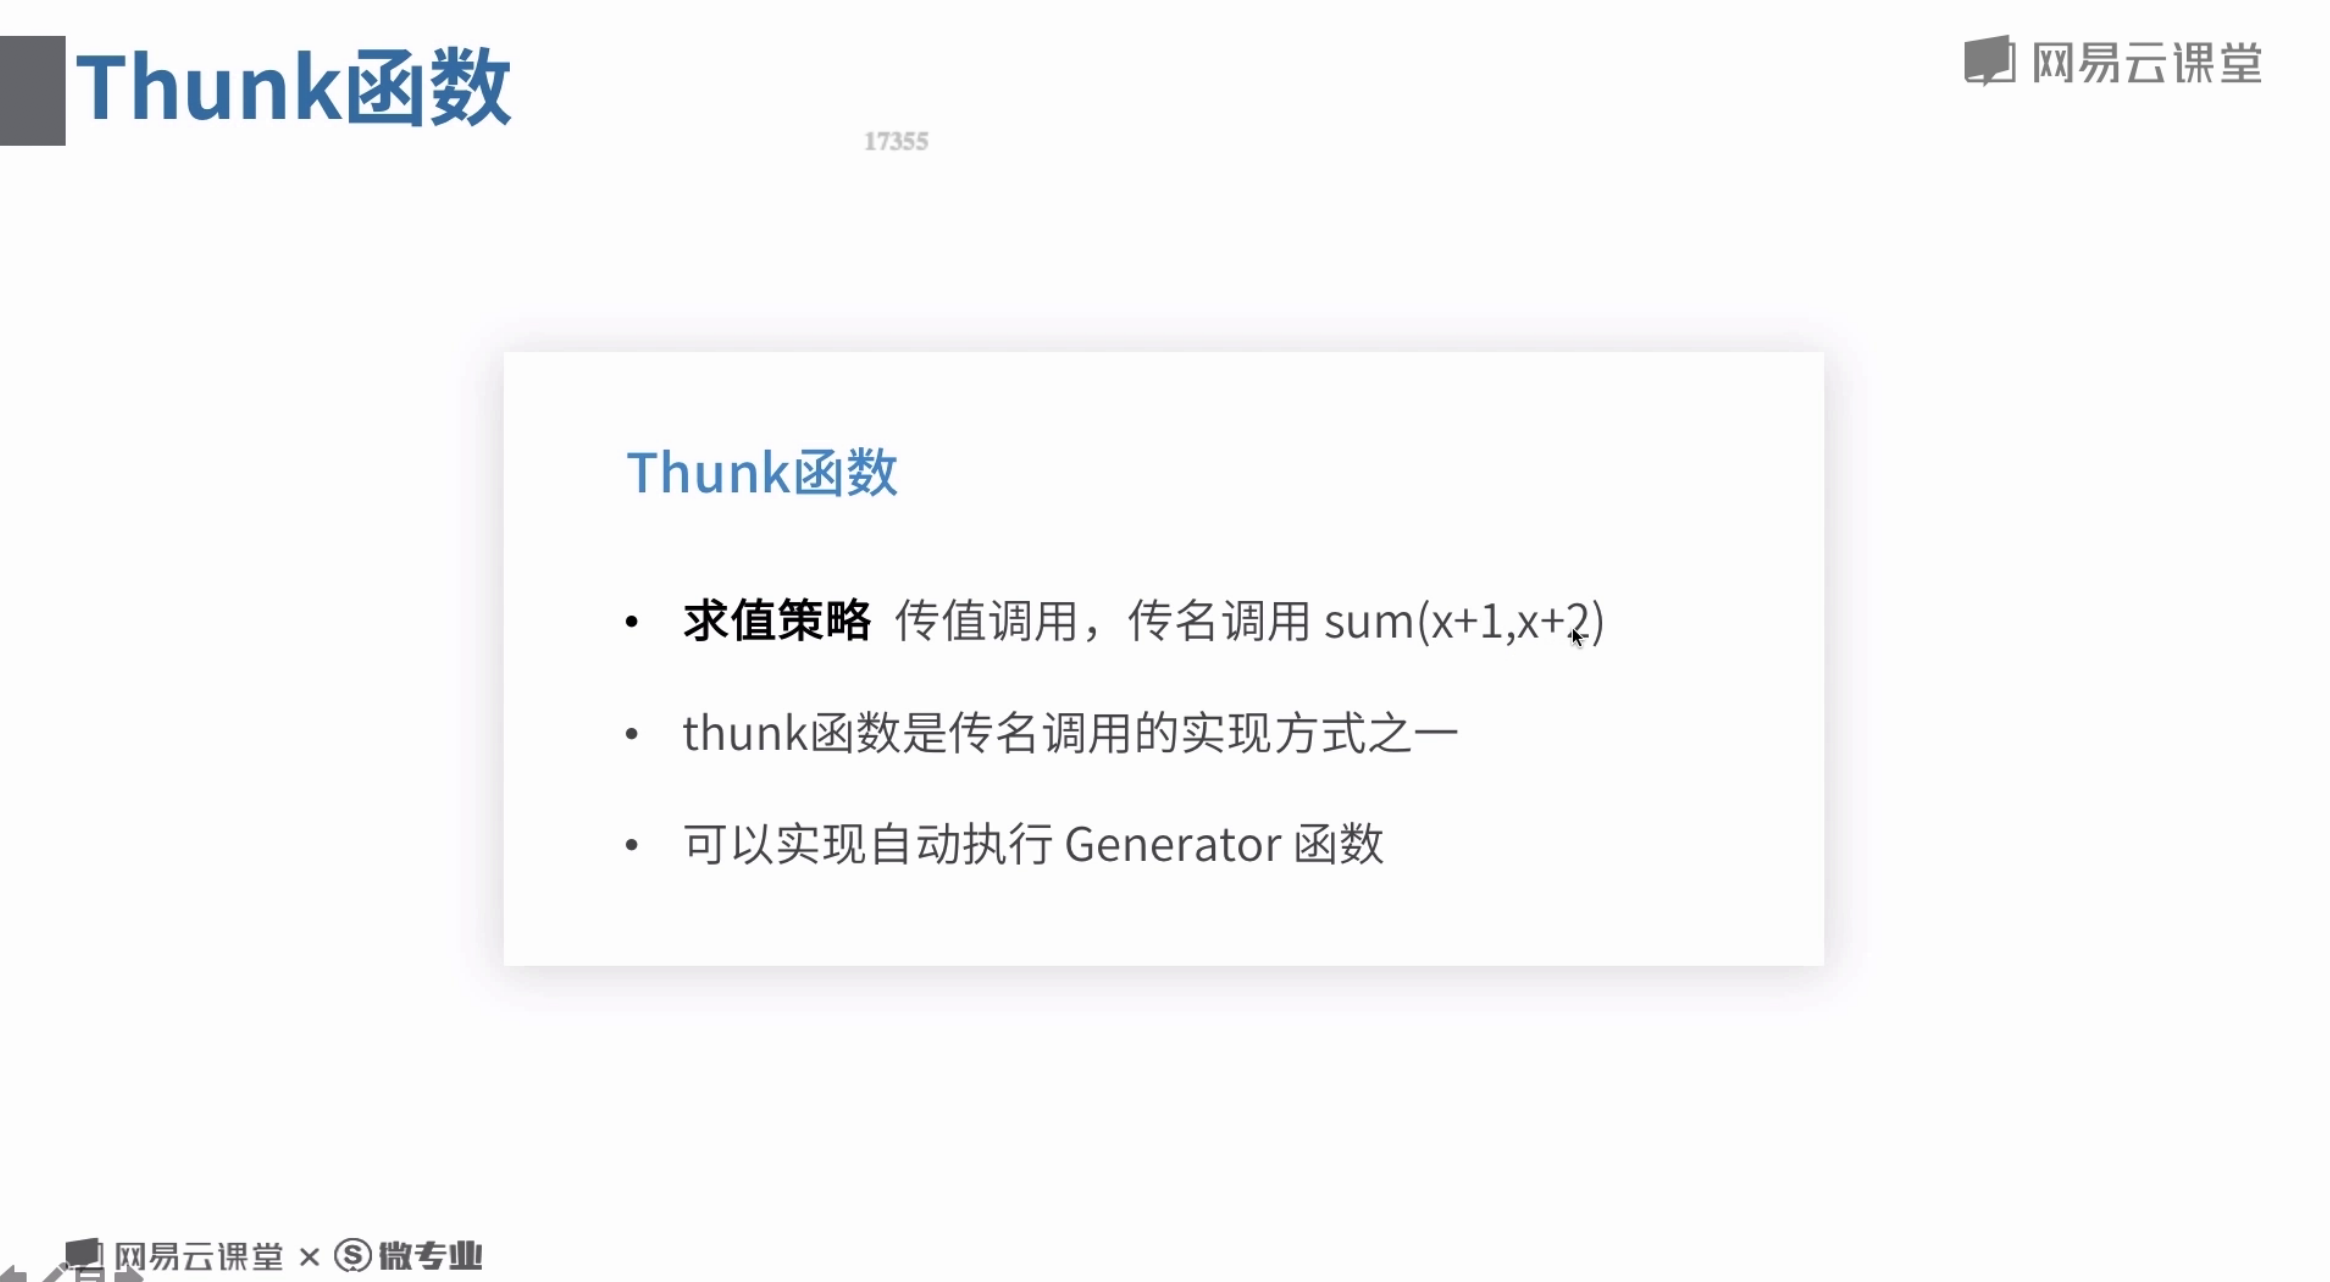 Thunk函数
网易云课堂
17355
Thunk函数
• 求值策略 传值调用，传名调用 sum(x+1,x+2)
• thunk函数是传名调用的实现方式之一
• 可以实现自动执行 Generator 函数
网易云课堂 × 微专业